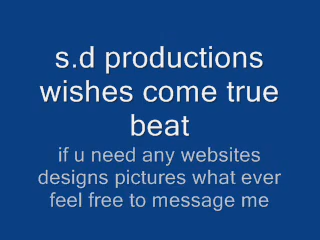 s.d productions
wishes come true
beat
if u need any websites
designs pictures what ever
feel free to message me